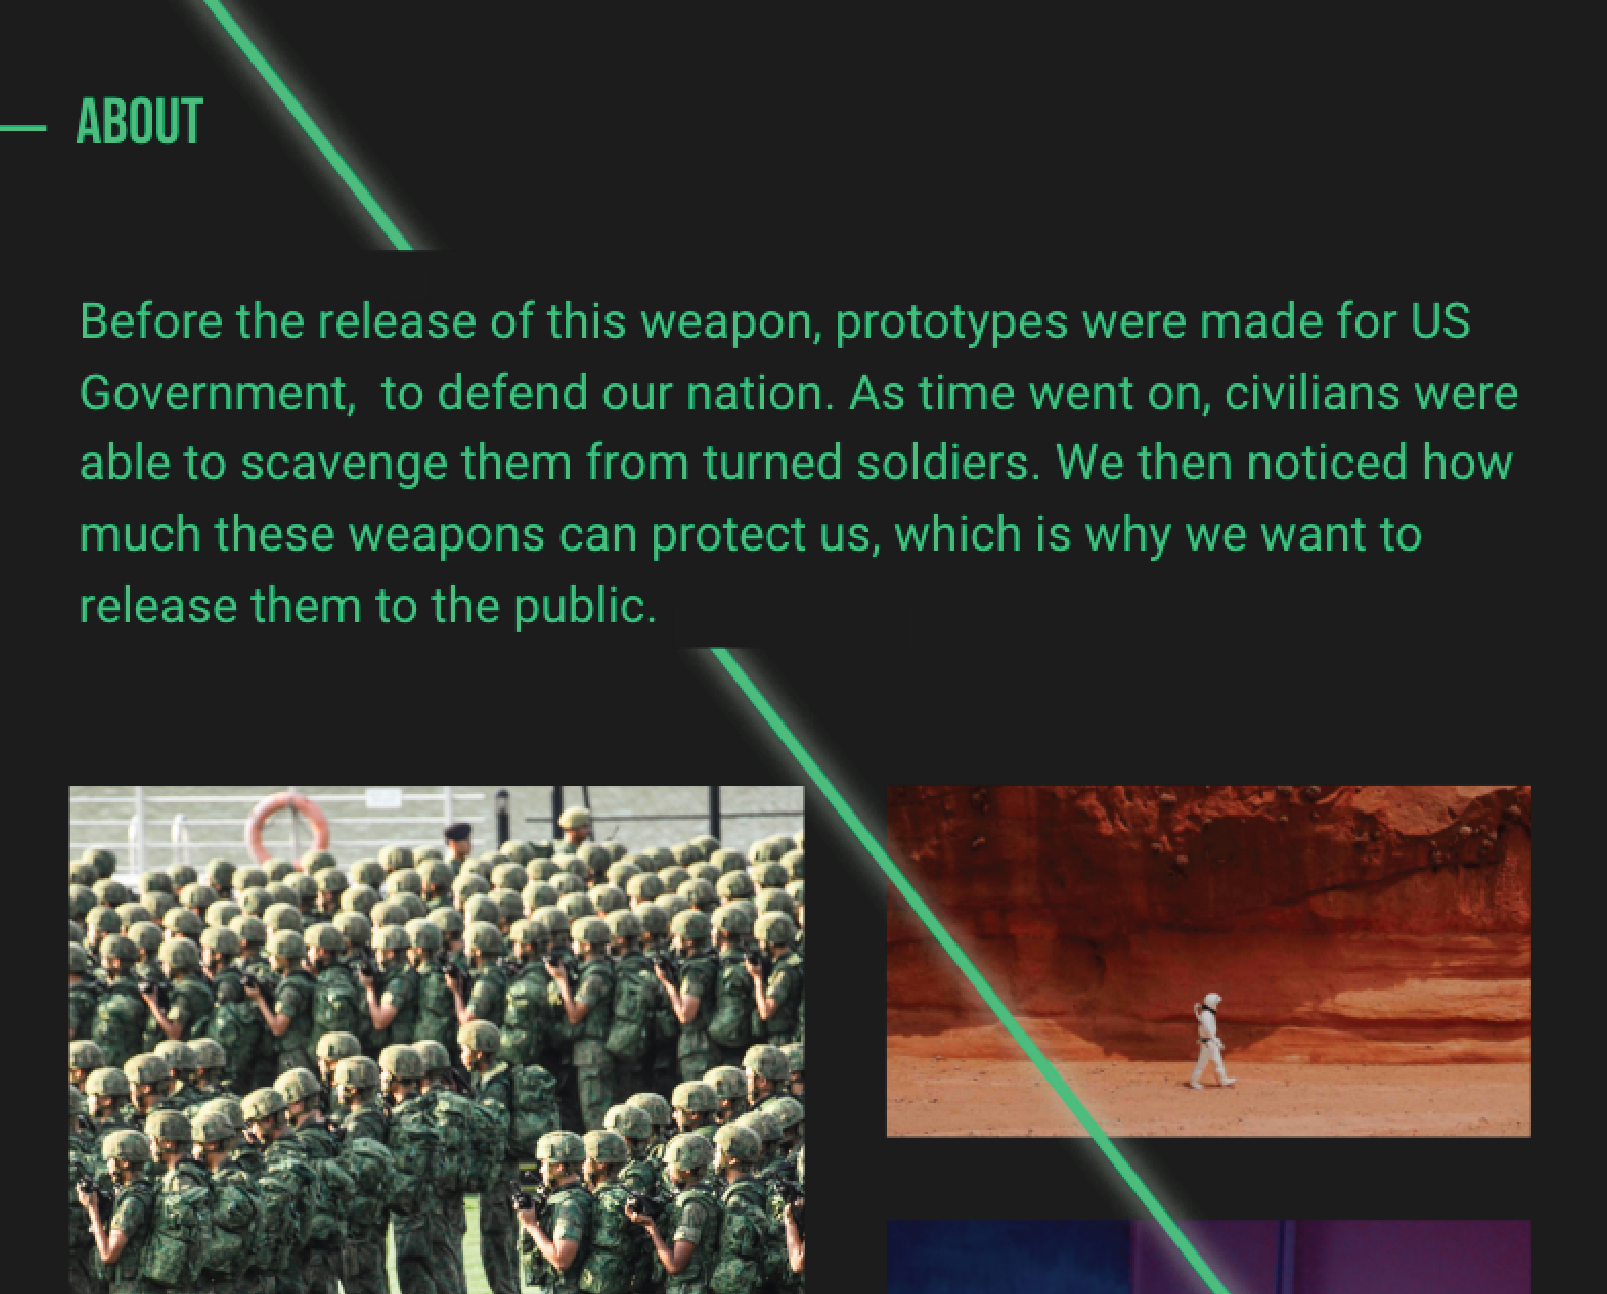 ABOUT
Before the release of this weapon, prototypes were made for US
Government,  to defend our nation. As time went on, civilians were
able to scavenge them from turned soldiers. We then noticed how
much these weapons can protect us, which is why we want to
release them to the public.